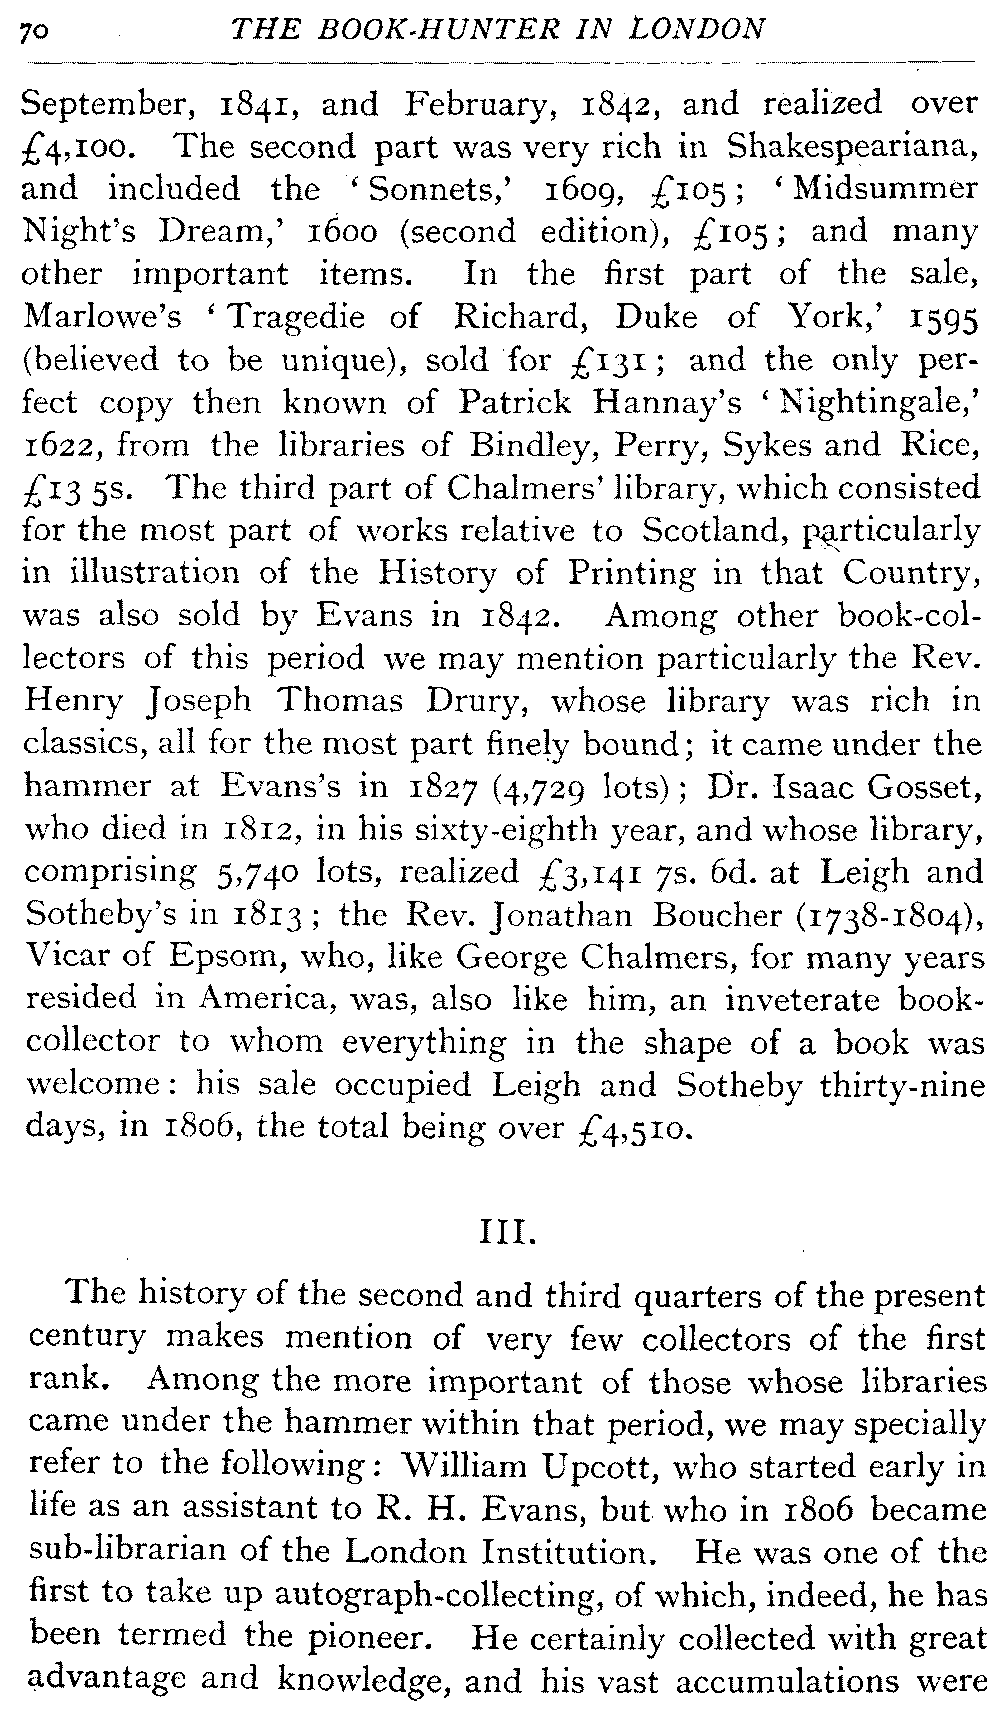 70 THE BOOK-HUNTER IN LONDON
September, 1841, and February, 1842, and realized over
£4,100. The second part was very rich in Shakespeariana,
and included the ‘Sonnets,’ 1609, £105; ‘Midsummer
Night’s Dream,’ 1600 (second edition), £105; and many
other important items. In the first part of the sale,
Marlowe’s ‘Tragedie of Richard, Duke of York,’ 1595
(believed to be unique), sold for £131; and the only per-
fect copy then known of Patrick Hannay’s ‘Nightingale,’
1622, from the libraries of Bindley, Perry, Sykes and Rice,
£13 5s. The third part of Chalmers’ library, which consisted
for the most part of works relative to Scotland, particularly
in illustration of the History of Printing in that Country,
was also sold by Evans in 1842. Among other book-col-
lectors of this period we may mention particularly the Rev.
Henry Joseph Thomas Drury, whose library was rich in
classics, all for the most part finely bound; it came under the
hammer at Evans’s in 1827 (4,729 lots); Dr. Isaac Gosset,
who died in 1812, in his sixty-eighth year, and whose library,
comprising 5,740 lots, realized £3,141 7s. 6d. at Leigh and
Sotheby’s in 1813; the Rev. Jonathan Boucher (1738-1804),
Vicar of Epsom, who, like George Chalmers, for many years
resided in America, was, also like him, an inveterate book-
collector to whom everything in the shape of a book was
welcome: his sale occupied Leigh and Sotheby thirty-nine
days, in 1806, the total being over £4,510.
III.
The history of the second and third quarters of the present
century makes mention of very few collectors of the first
rank. Among the more important of those whose libraries
came under the hammer within that period, we may specially
refer to the following: William Upcott, who started early in
life as an assistant to R. H. Evans, but who in 1806 became
sub-librarian of the London Institution. He was one of the
first to take up autograph-collecting, of which, indeed, he has
been termed the pioneer. He certainly collected with great
advantage and knowledge, and his vast accumulations were